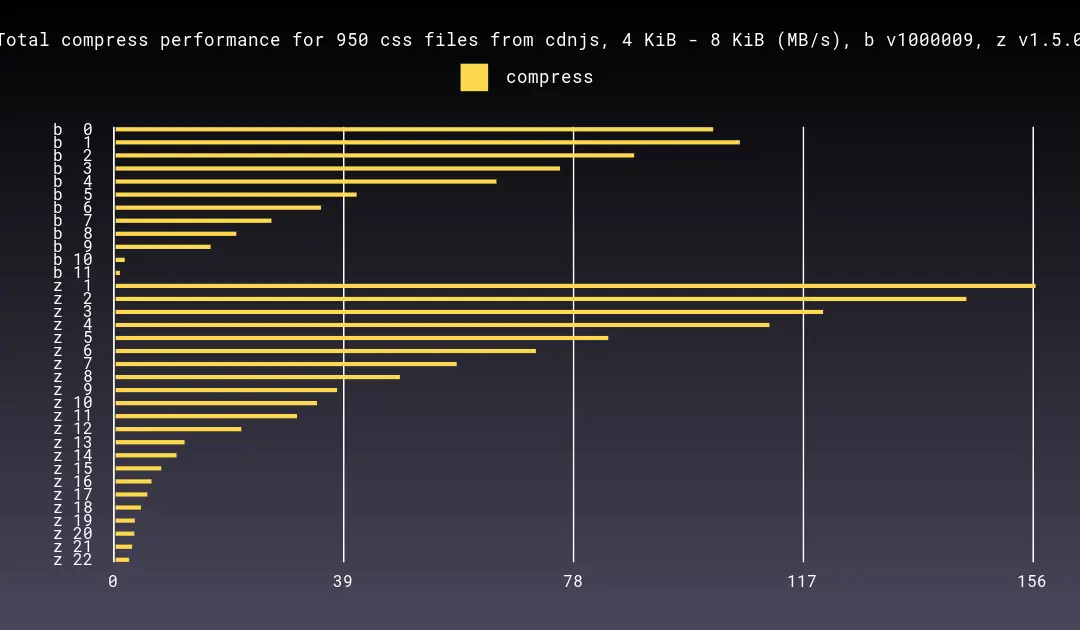 Total compress performance for 950 css files from cdnjs, 4 KiB - 8 KiB (MB/s), b v1000009, z v1.5.0
compress
b 0
b 1
b 2
b 3
b 4
b 5
b 6
b 7
b 8
b 9
b 10
b 11
z 1
z 2
z 3
z 4
z 5
z 6
z 7
z 8
z 9
z 10
z 11
z 12
z 13
z 14
z 15
z 16
z 17
z 18
z 19
z 20
z 21
z 22
0 39 78 117 156